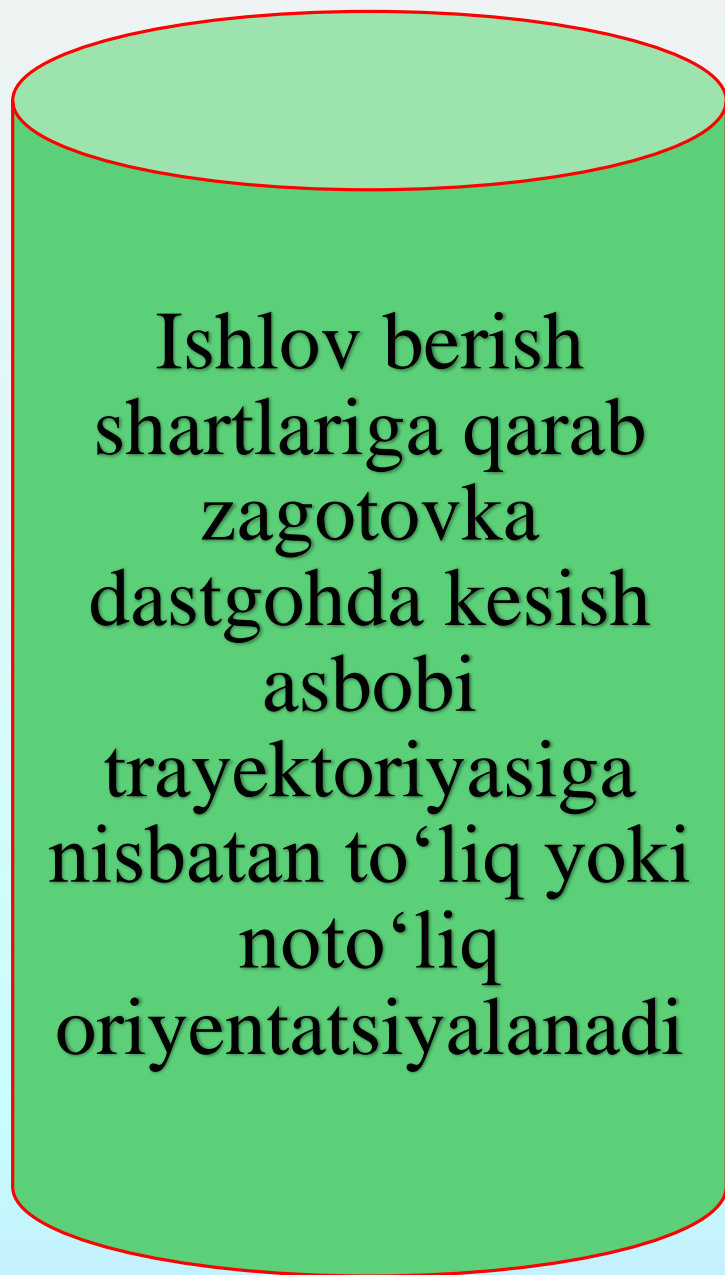 Ishlov berish
shartlariga qarab
zagotovka
dastgohda kesish
asbobi
trayektoriyasiga
nisbatan to‘liq yoki
noto‘liq
oriyentatsiyalanadi